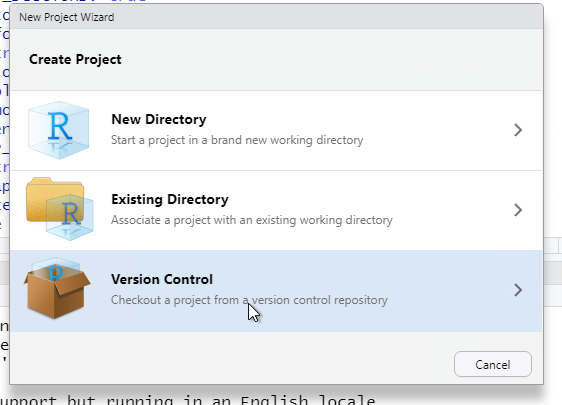 New Project Wizard
Create Project
R
New Directory
Start a project in a brand new working directory
R
Existing Directory
Associate a project with an existing working directory
R
Version Control
Checkout a project from a version control repository
Cancel
upport but running in an English locale